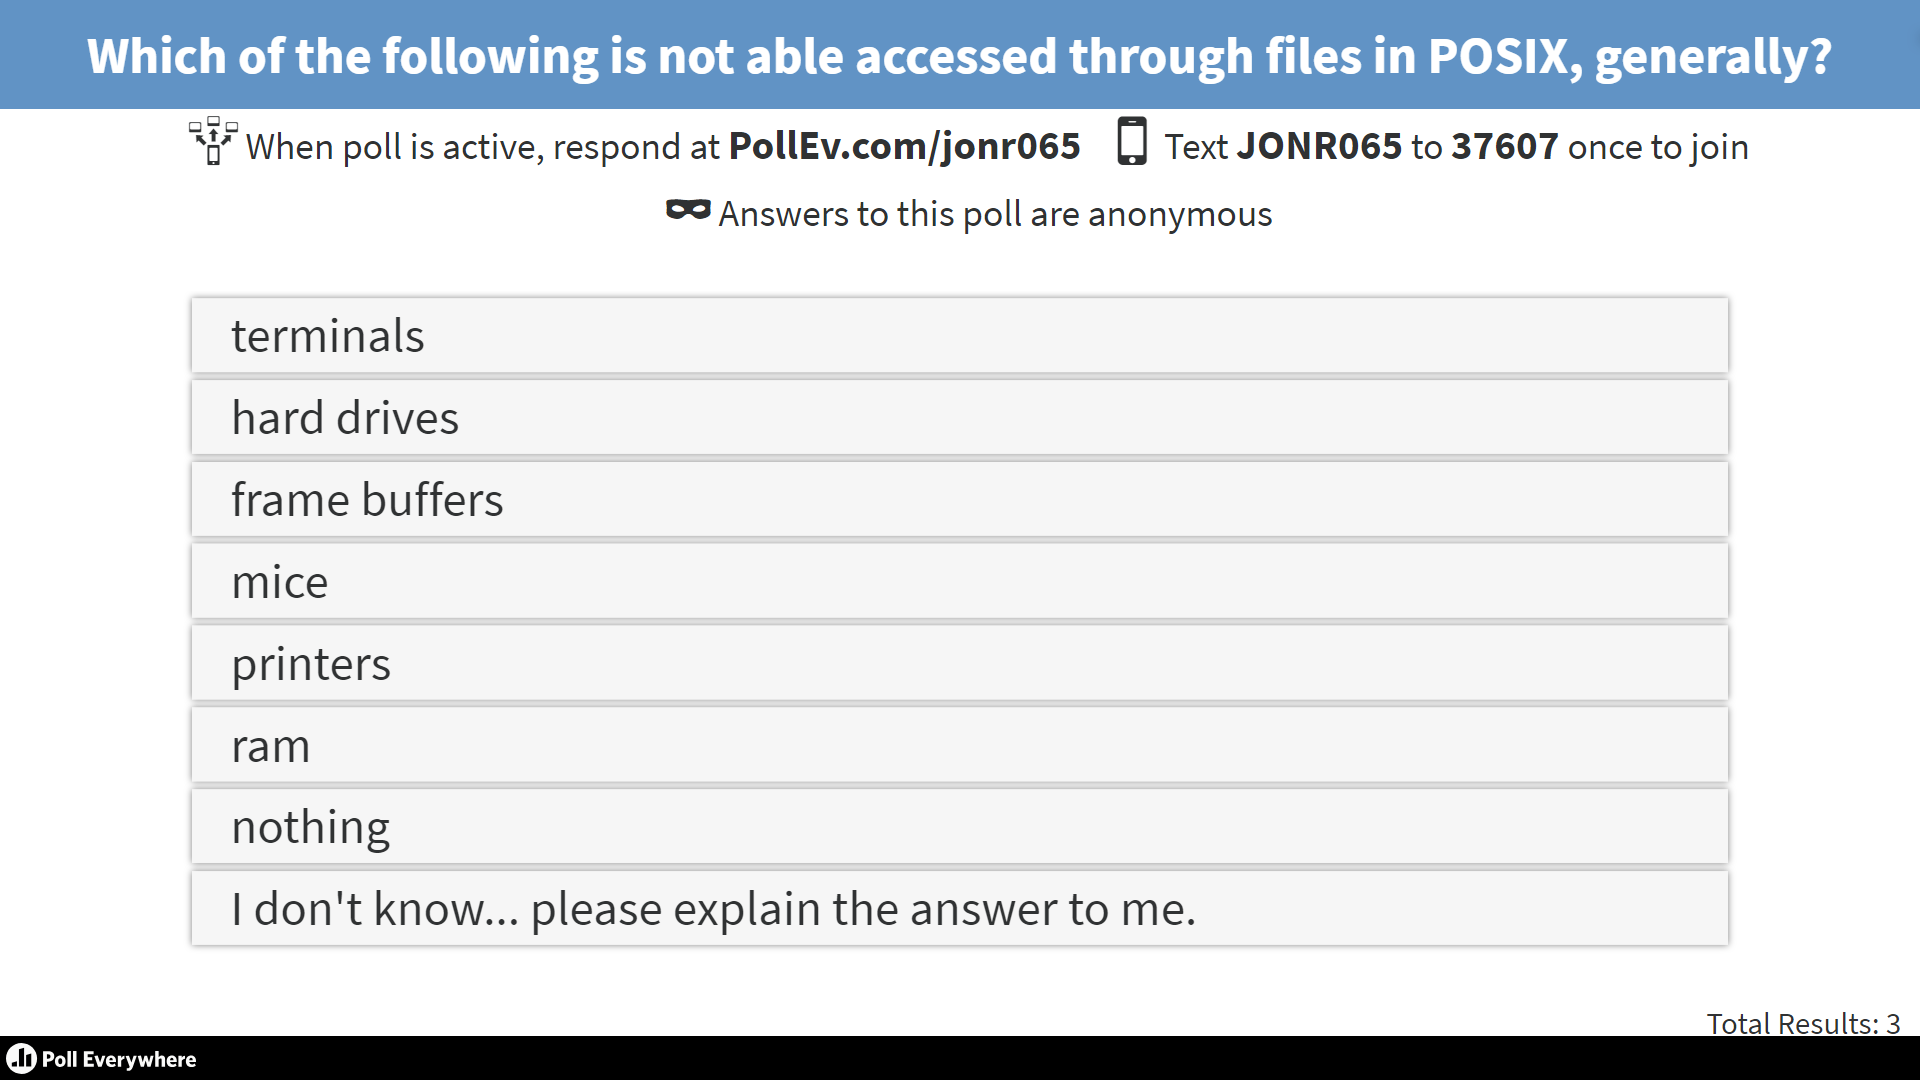 Which of the following is not able accessed through files in POSIX, generally?
When poll is active, respond at PollEv.com/jonr065 Text JONR065 to 37607 once to join
Answers to this poll are anonymous
terminals
hard drives
frame buffers
mice
printers
ram
nothing
I don't know... please explain the answer to me.
Total Results: 3
Poll Everywhere